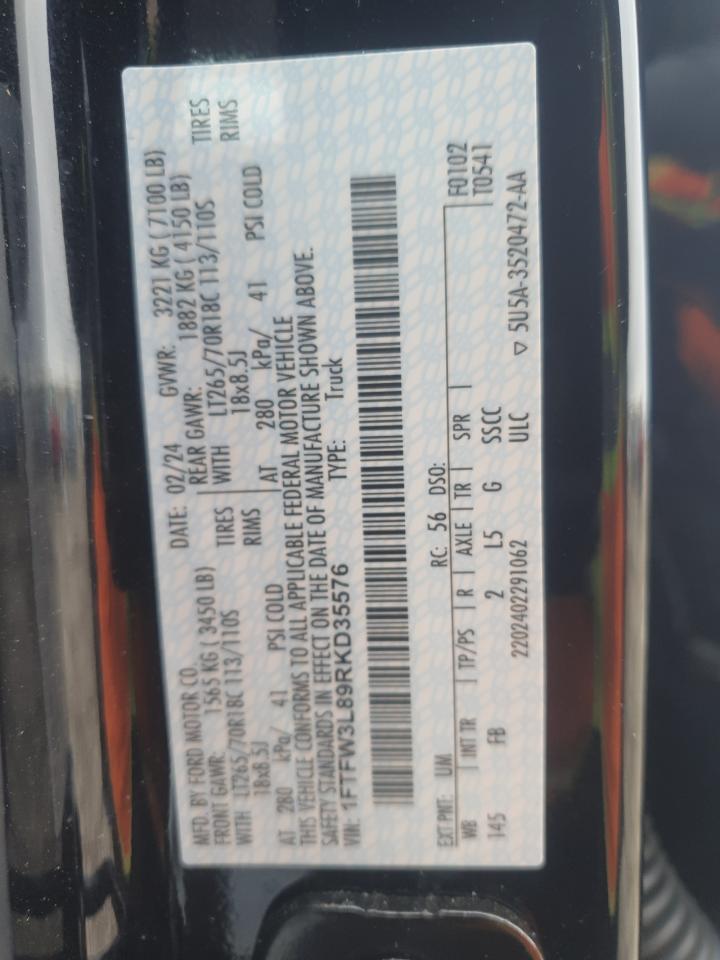 MFD. BY FORD MOTOR CO.
DATE: 02/24 GVWR: 3221 KG ( 7100 LB)
FRONT GAWR: 1565 KG ( 3450 LB) REAR GAWR: 1882 KG ( 4150 LB)
WITH LT265/70R18C 113/110S TIRES WITH LT265/70R18C 113/110S TIRES
18x8.5J RIMS 18x8.5J RIMS
AT 280 kPa/ 41 PSI COLD AT 280 kPa/ 41 PSI COLD
THIS VEHICLE CONFORMS TO ALL APPLICABLE FEDERAL MOTOR VEHICLE
SAFETY STANDARDS IN EFFECT ON THE DATE OF MANUFACTURE SHOWN ABOVE.
VIN: 1FTFW3L89RKD35576 TYPE: Truck
F0102
EXT PNT: UM RC: 56 DSO: T0541
WB INT TR TP/PS R AXLE TR SPR
145 FB 2 L5 G SSCC
2202402291062 ULC ▽ 5U5A-3520472-AA